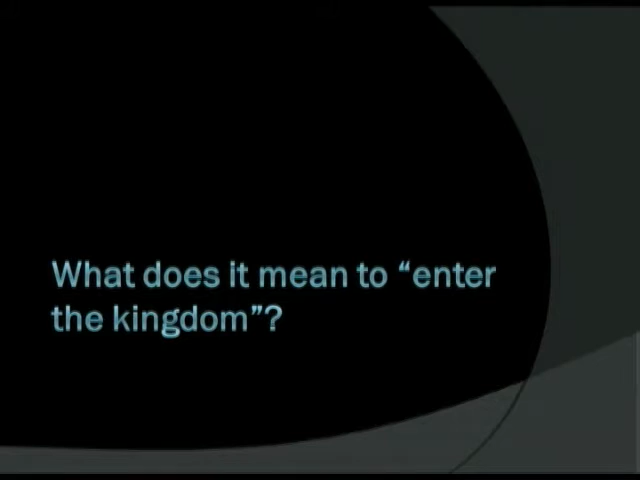 What does it mean to “enter
the kingdom”?